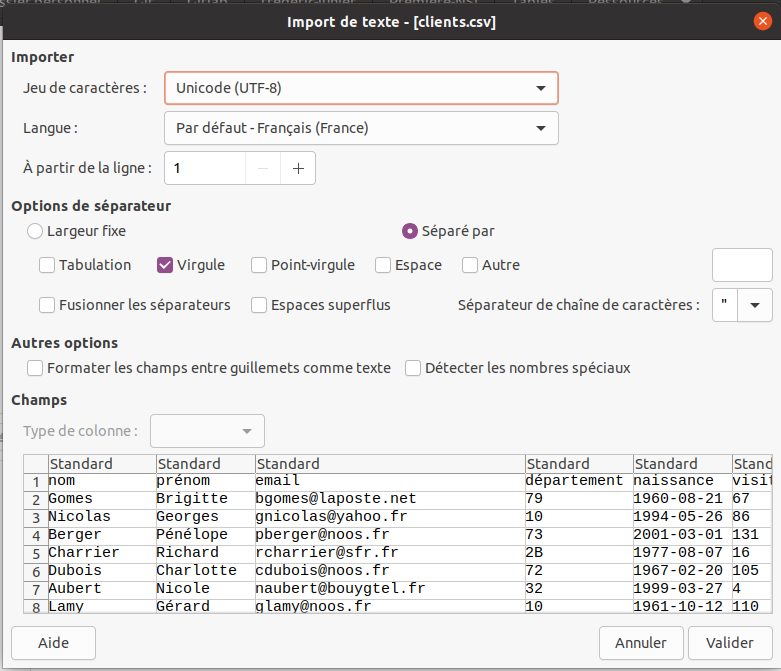 Import de texte - [clients.csv]
Importer
Jeu de caractères : Unicode (UTF-8)
Langue : Par défaut - Français (France)
À partir de la ligne : 1
Options de séparateur
Largeur fixe Séparé par
Tabulation Virgule Point-virgule Espace Autre
Fusionner les séparateurs Espaces superflus Séparateur de chaîne de caractères : "
Autres options
Formater les champs entre guillemets comme texte Détecter les nombres spéciaux
Champs
Type de colonne :
Standard Standard Standard Standard Standard Stand
1 nom prénom email département naissance visit
2 Gomes Brigitte bgomes@laposte.net 79 1960-08-21 67
3 Nicolas Georges gnicolas@yahoo.fr 10 1994-05-26 86
4 Berger Pénélope pberger@noos.fr 73 2001-03-01 131
5 Charrier Richard rcharrier@sfr.fr 2B 1977-08-07 16
6 Dubois Charlotte cdubois@noos.fr 72 1967-02-20 105
7 Aubert Nicole naubert@bouygtel.fr 32 1999-03-27 4
8 Lamy Gérard glamy@noos.fr 10 1961-10-12 110
Aide Annuler Valider